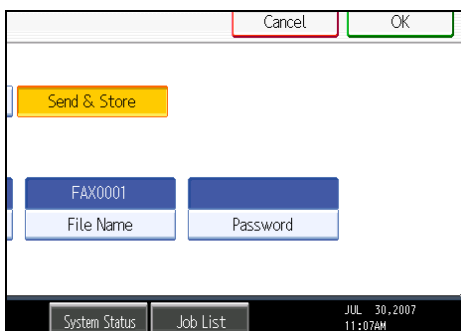 Cancel OK
Send & Store
FAX0001
File Name Password
System Status Job List JUL 30,2007
11:07AM